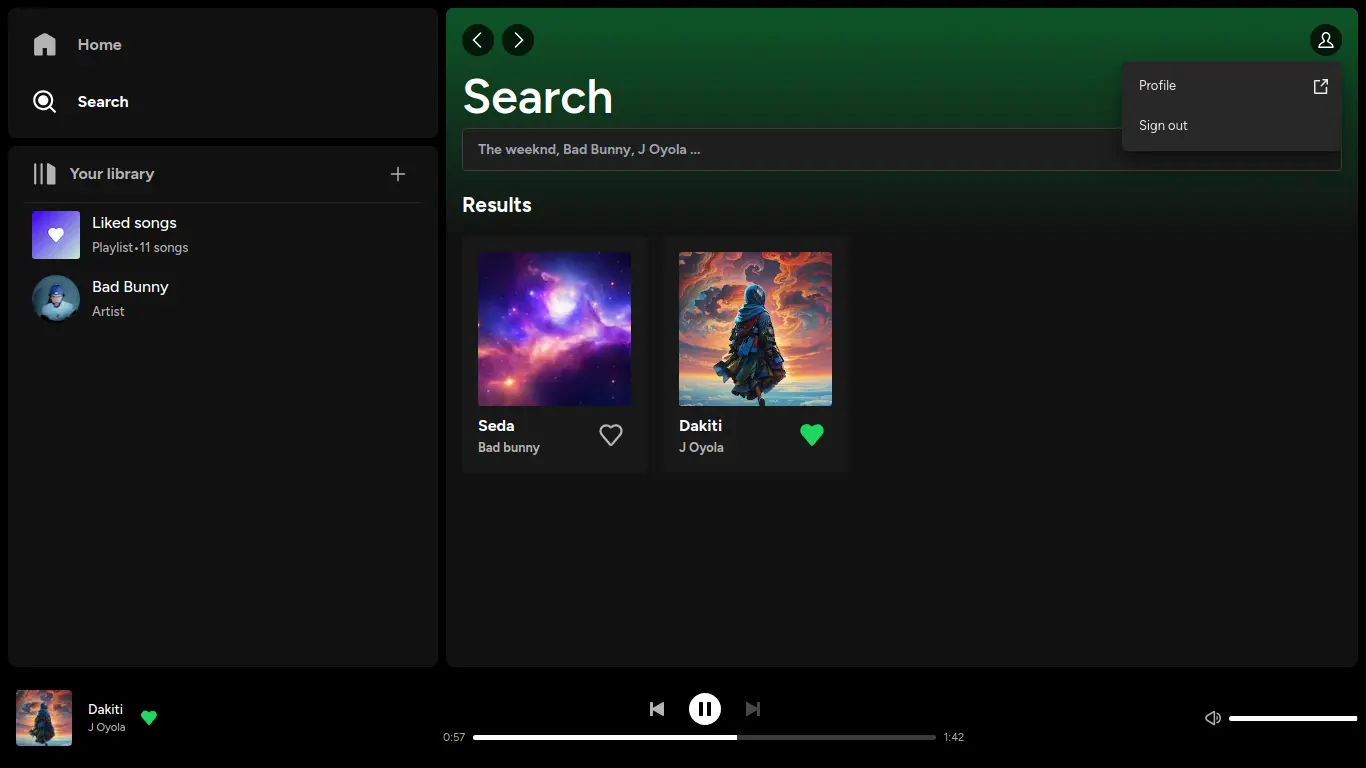 Home
Search
Your library
Liked songs
Playlist•11 songs
Bad Bunny
Artist
Search
Profile
Sign out
The weeknd, Bad Bunny, J Oyola ...
Results
Seda
Bad bunny
Dakiti
J Oyola
Dakiti
J Oyola
0:57
1:42